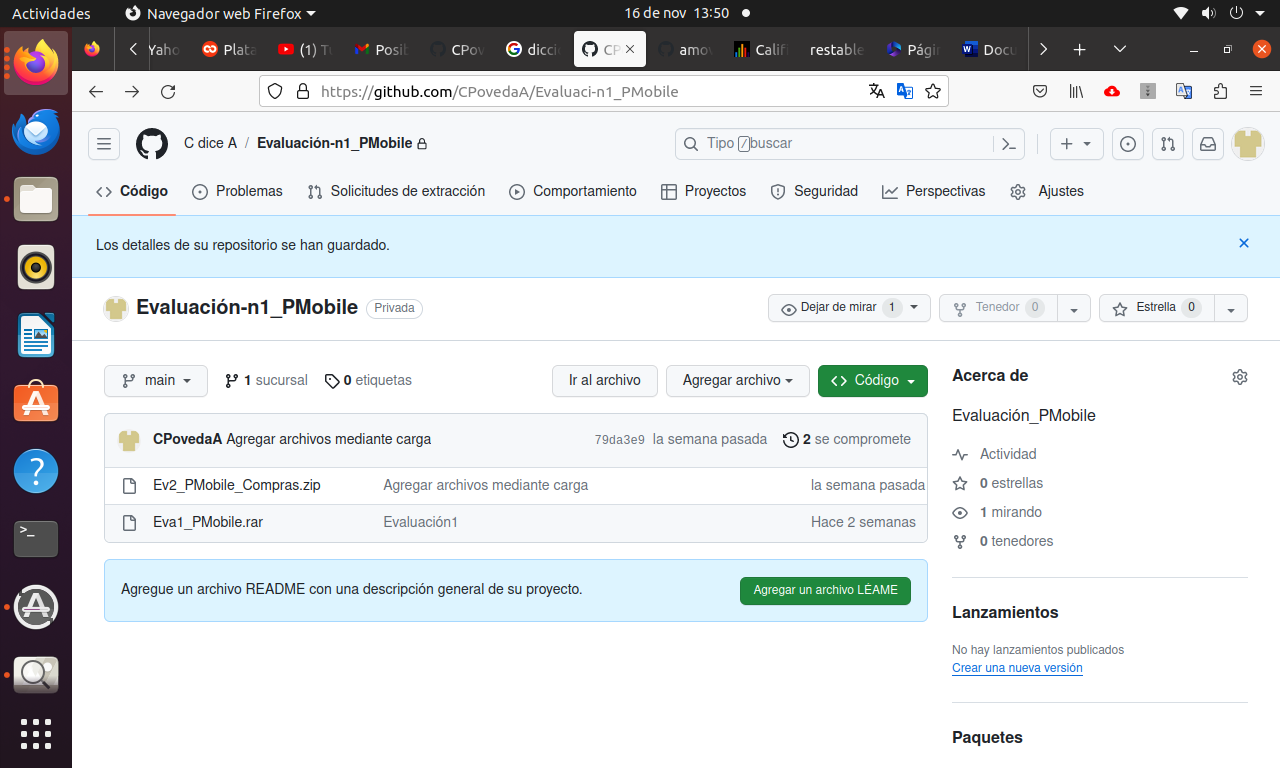 Actividades Navegador web Firefox 16 de nov 13:50
Yaho Plata (1) Tu Posib CPov G dicci CP amov Califi restable Págin W Docu
https://github.com/CPovedaA/Evaluaci-n1_PMobile
C dice A / Evaluación-n1_PMobile Tipo / buscar
Código Problemas Solicitudes de extracción Comportamiento Proyectos Seguridad Perspectivas Ajustes
Los detalles de su repositorio se han guardado.
Evaluación-n1_PMobile Privada Dejar de mirar 1 Tenedor 0 Estrella 0
main 1 sucursal 0 etiquetas Ir al archivo Agregar archivo Código
CPovedaA Agregar archivos mediante carga 79da3e9 la semana pasada 2 se compromete
Ev2_PMobile_Compras.zip Agregar archivos mediante carga la semana pasada
Eva1_PMobile.rar Evaluación1 Hace 2 semanas
Agregue un archivo README con una descripción general de su proyecto. Agregar un archivo LÉAME
Acerca de
Evaluación_PMobile
Actividad
0 estrellas
1 mirando
0 tenedores
Lanzamientos
No hay lanzamientos publicados
Crear una nueva versión
Paquetes